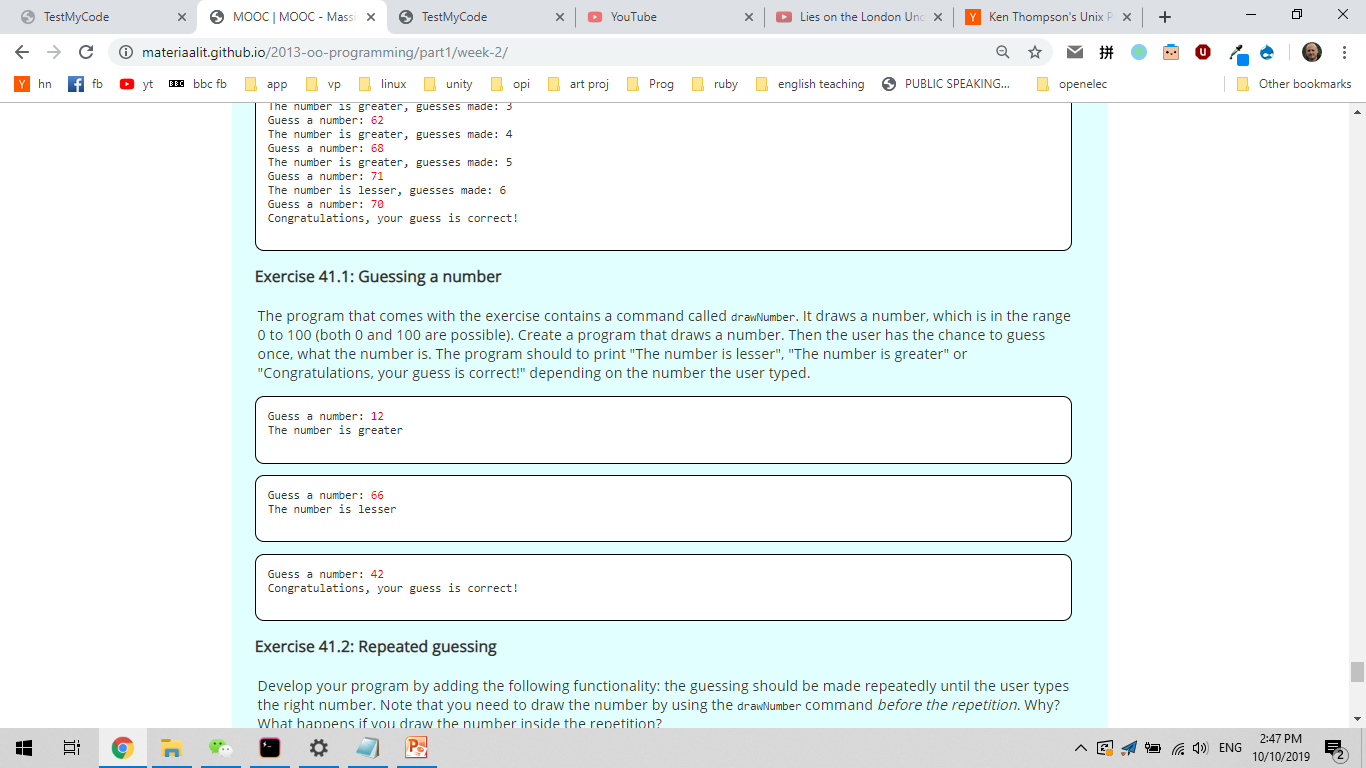 TestMyCode
MOOC | MOOC - Massi
TestMyCode
YouTube
Lies on the London Und
Ken Thompson's Unix P
materiaalit.github.io/2013-oo-programming/part1/week-2/
hn fb yt BBC bbc fb app vp linux unity opi art proj Prog ruby english teaching PUBLIC SPEAKING... openelec Other bookmarks
The number is greater, guesses made: 3
Guess a number: 62
The number is greater, guesses made: 4
Guess a number: 68
The number is greater, guesses made: 5
Guess a number: 71
The number is lesser, guesses made: 6
Guess a number: 70
Congratulations, your guess is correct!
Exercise 41.1: Guessing a number
The program that comes with the exercise contains a command called drawNumber. It draws a number, which is in the range
0 to 100 (both 0 and 100 are possible). Create a program that draws a number. Then the user has the chance to guess
once, what the number is. The program should to print "The number is lesser", "The number is greater" or
"Congratulations, your guess is correct!" depending on the number the user typed.
Guess a number: 12
The number is greater
Guess a number: 66
The number is lesser
Guess a number: 42
Congratulations, your guess is correct!
Exercise 41.2: Repeated guessing
Develop your program by adding the following functionality: the guessing should be made repeatedly until the user types
the right number. Note that you need to draw the number by using the drawNumber command before the repetition. Why?
What happens if you draw the number inside the repetition?
ENG
2:47 PM
10/10/2019
2